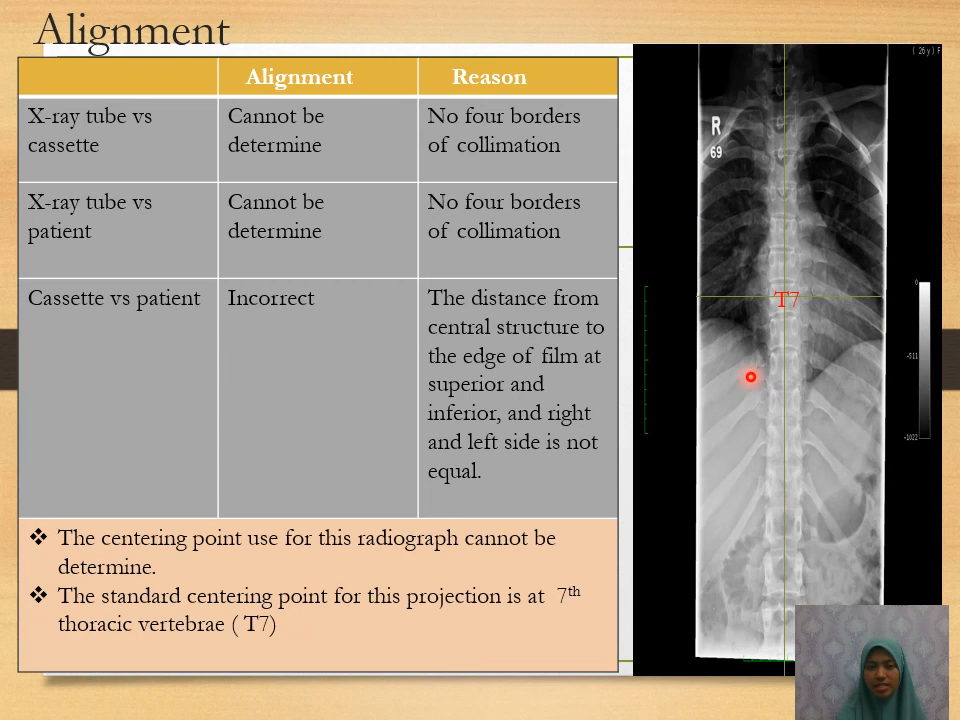 Alignment
Alignment
Reason
X-ray tube vs
cassette
Cannot be
determine
No four borders
of collimation
X-ray tube vs
patient
Cannot be
determine
No four borders
of collimation
Cassette vs patient
Incorrect
The distance from
central structure to
the edge of film at
superior and
inferior, and right
and left side is not
equal.
❖ The centering point use for this radiograph cannot be
determine.
❖ The standard centering point for this projection is at 7th
thoracic vertebrae ( T7)
( 26 y) F
R
69
T7
0
-511
-1022